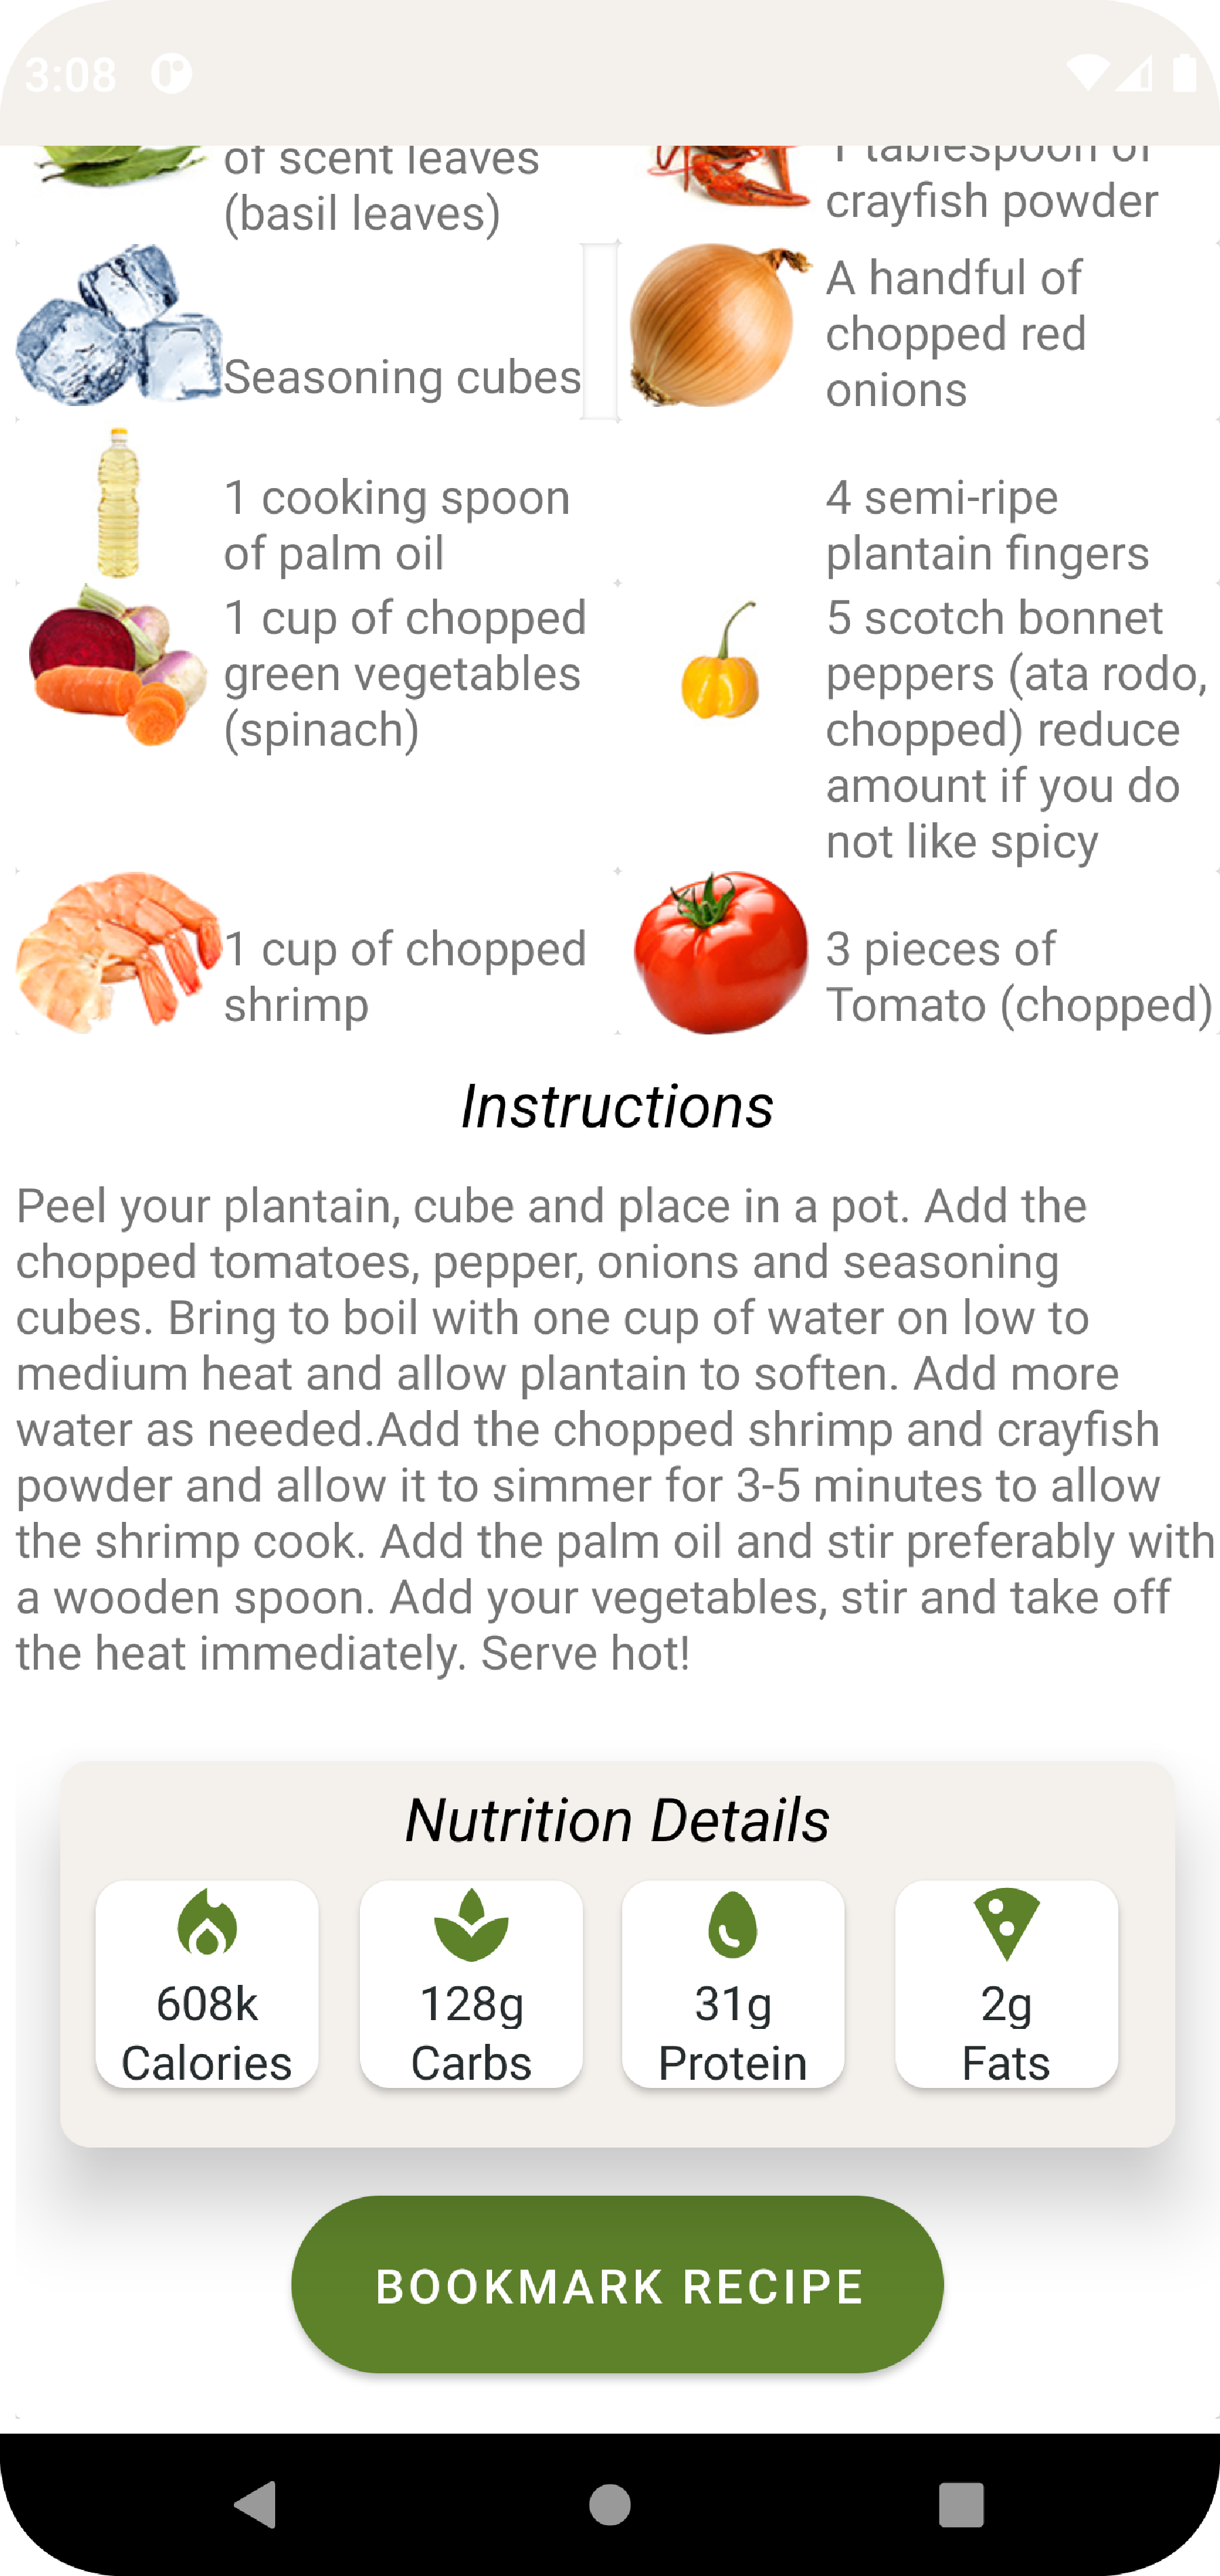 3:08
of scent leaves
(basil leaves)
1 tablespoon of
crayfish powder
Seasoning cubes
A handful of
chopped red
onions
1 cooking spoon
of palm oil
4 semi-ripe
plantain fingers
1 cup of chopped
green vegetables
(spinach)
5 scotch bonnet
peppers (ata rodo,
chopped) reduce
amount if you do
not like spicy
1 cup of chopped
shrimp
3 pieces of
Tomato (chopped)
Instructions
Peel your plantain, cube and place in a pot. Add the
chopped tomatoes, pepper, onions and seasoning
cubes. Bring to boil with one cup of water on low to
medium heat and allow plantain to soften. Add more
water as needed.Add the chopped shrimp and crayfish
powder and allow it to simmer for 3-5 minutes to allow
the shrimp cook. Add the palm oil and stir preferably with
a wooden spoon. Add your vegetables, stir and take off
the heat immediately. Serve hot!
Nutrition Details
608k
Calories
128g
Carbs
31g
Protein
2g
Fats
BOOKMARK RECIPE